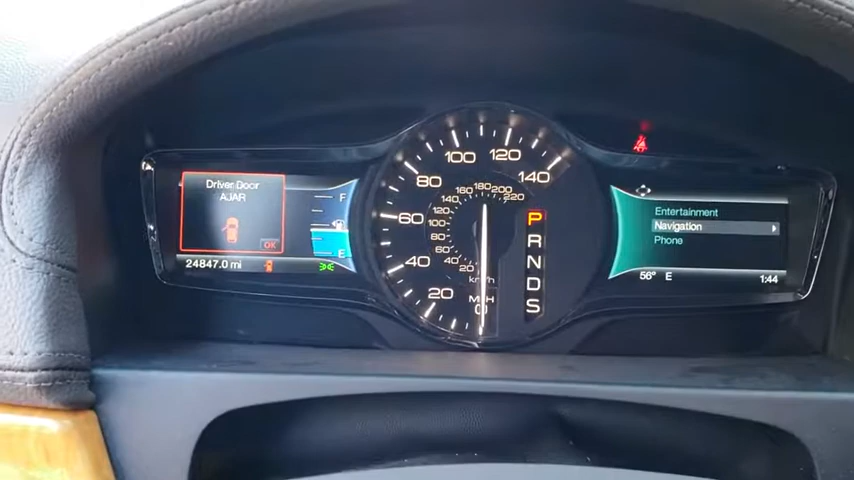 Driver Door
AJAR
OK
24847.0 mi
F
E
20
40
60
80
100
120
140
20
40
60
80
100
120
140
160
180
200
220
km/h
MPH
0
P
R
N
D
S
Entertainment
Navigation
Phone
56° E
1:44